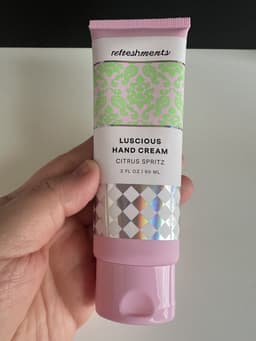 refreshments
LUSCIOUS
HAND CREAM
CITRUS SPRITZ
2 FL OZ | 60 ML